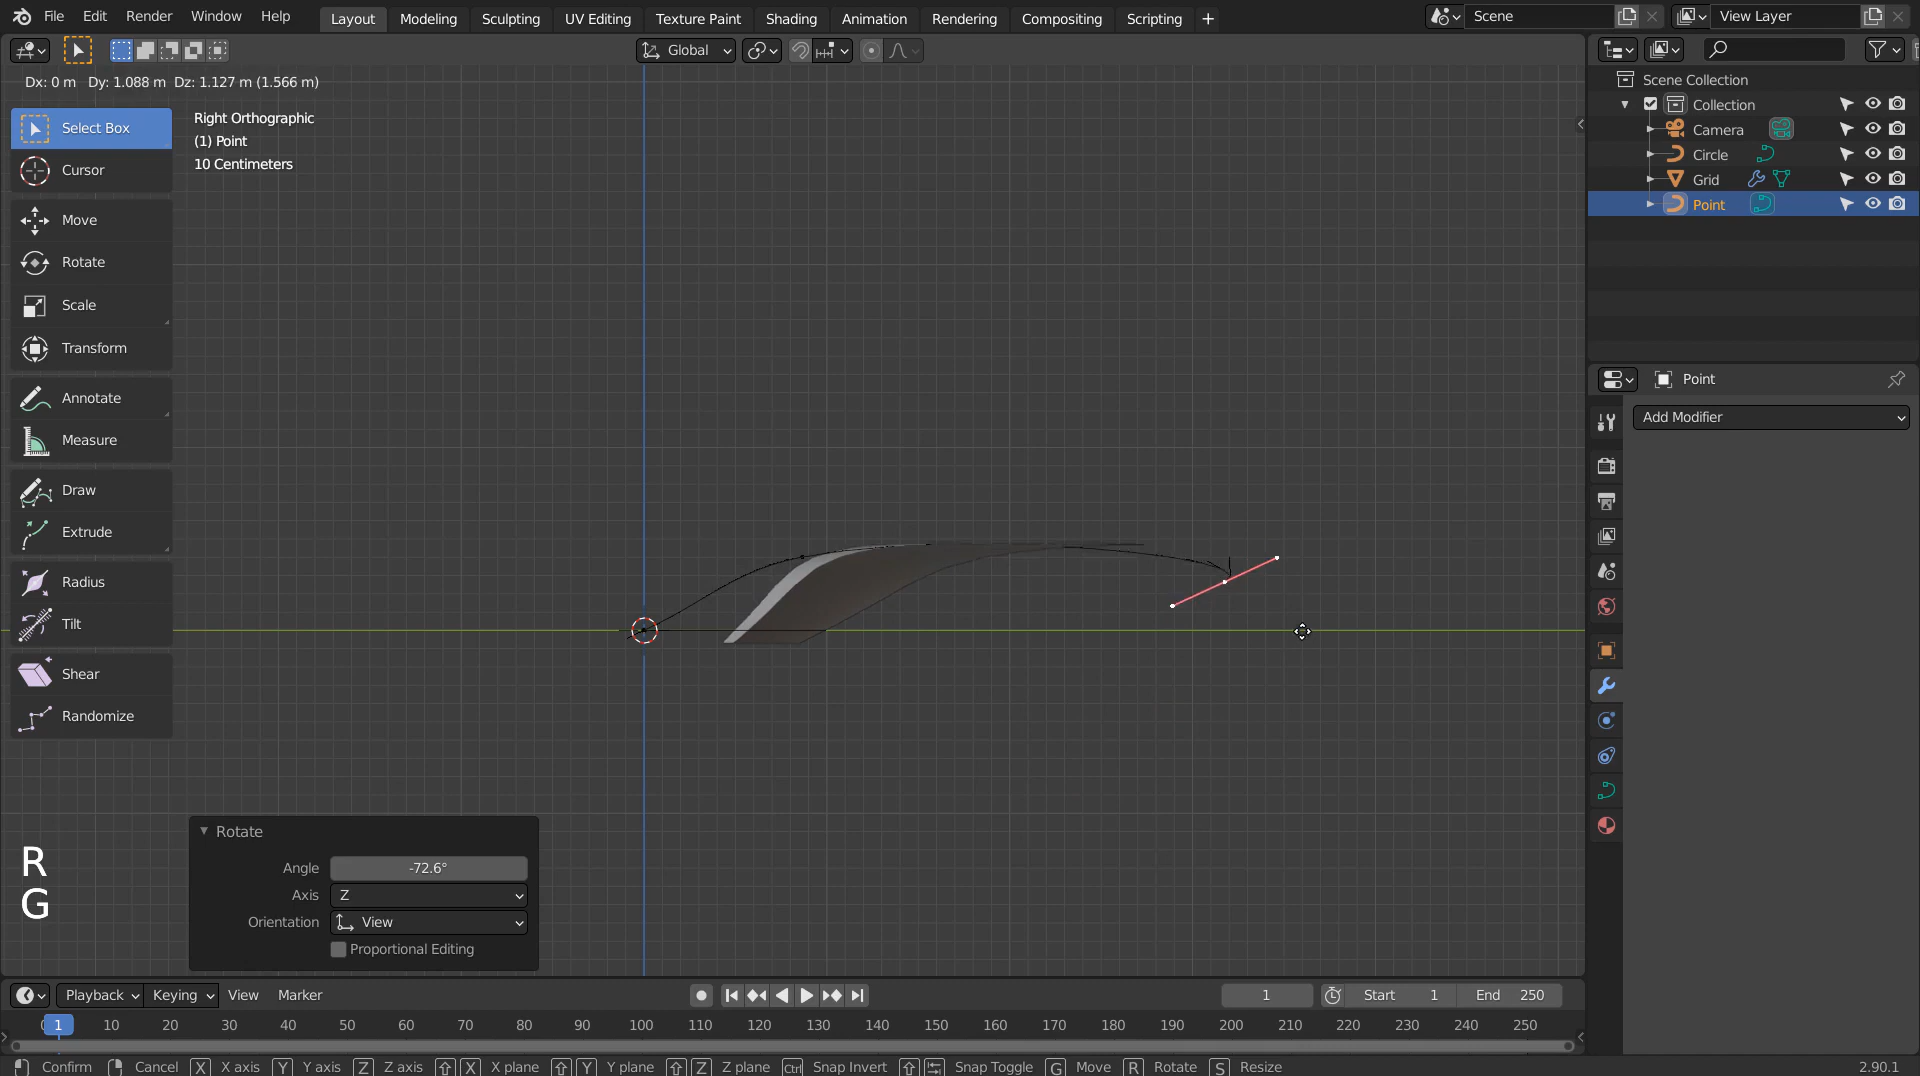 File Edit Render Window Help Layout Modeling Sculpting UV Editing Texture Paint Shading Animation Rendering Compositing Scripting + Scene View Layer
Global
Dx: 0 m Dy: 1.088 m Dz: 1.127 m (1.566 m)
Right Orthographic
(1) Point
10 Centimeters
Select Box
Cursor
Move
Rotate
Scale
Transform
Annotate
Measure
Draw
Extrude
Radius
Tilt
Shear
Randomize
R
G
Rotate
Angle -72.6°
Axis Z
Orientation View
Proportional Editing
Scene Collection
Collection
Camera
Circle
Grid
Point
Point
Add Modifier
Playback Keying View Marker 1 Start 1 End 250
0 1 10 20 30 40 50 60 70 80 90 100 110 120 130 140 150 160 170 180 190 200 210 220 230 240 250
Confirm Cancel X X axis Y Y axis Z Z axis X X plane Y Y plane Z Z plane Ctrl Snap Invert Snap Toggle G Move R Rotate S Resize 2.90.1